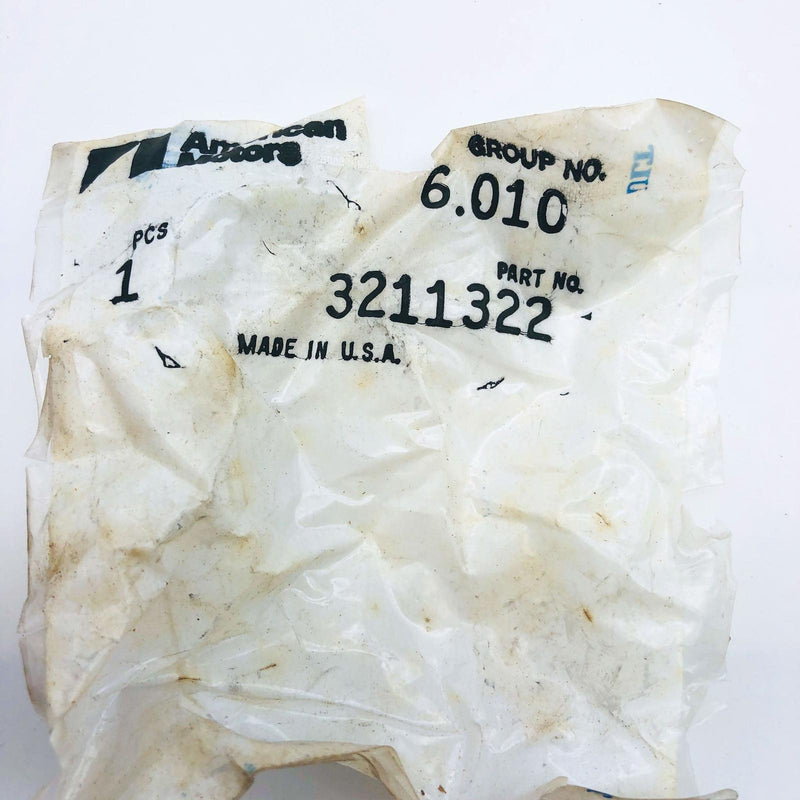 American
Motors
GROUP NO.
6.010
PCS
1
PART NO.
3211322
MADE IN U.S.A.